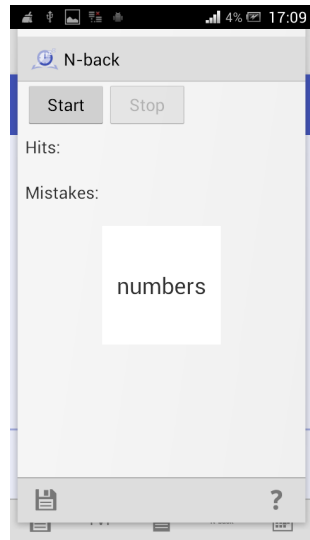 4% 17:09
N-back
Start Stop
Hits:
Mistakes:
numbers
?